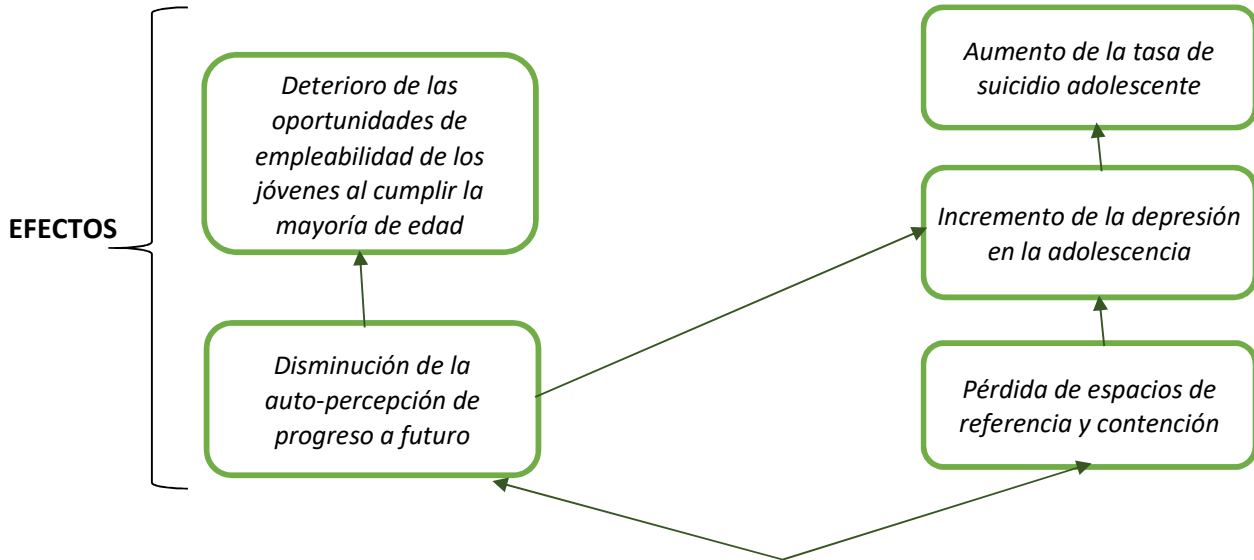 EFECTOS
Deterioro de las
oportunidades de
empleabilidad de los
jóvenes al cumplir la
mayoría de edad
Disminución de la
auto-percepción de
progreso a futuro
Aumento de la tasa de
suicidio adolescente
Incremento de la depresión
en la adolescencia
Pérdida de espacios de
referencia y contención